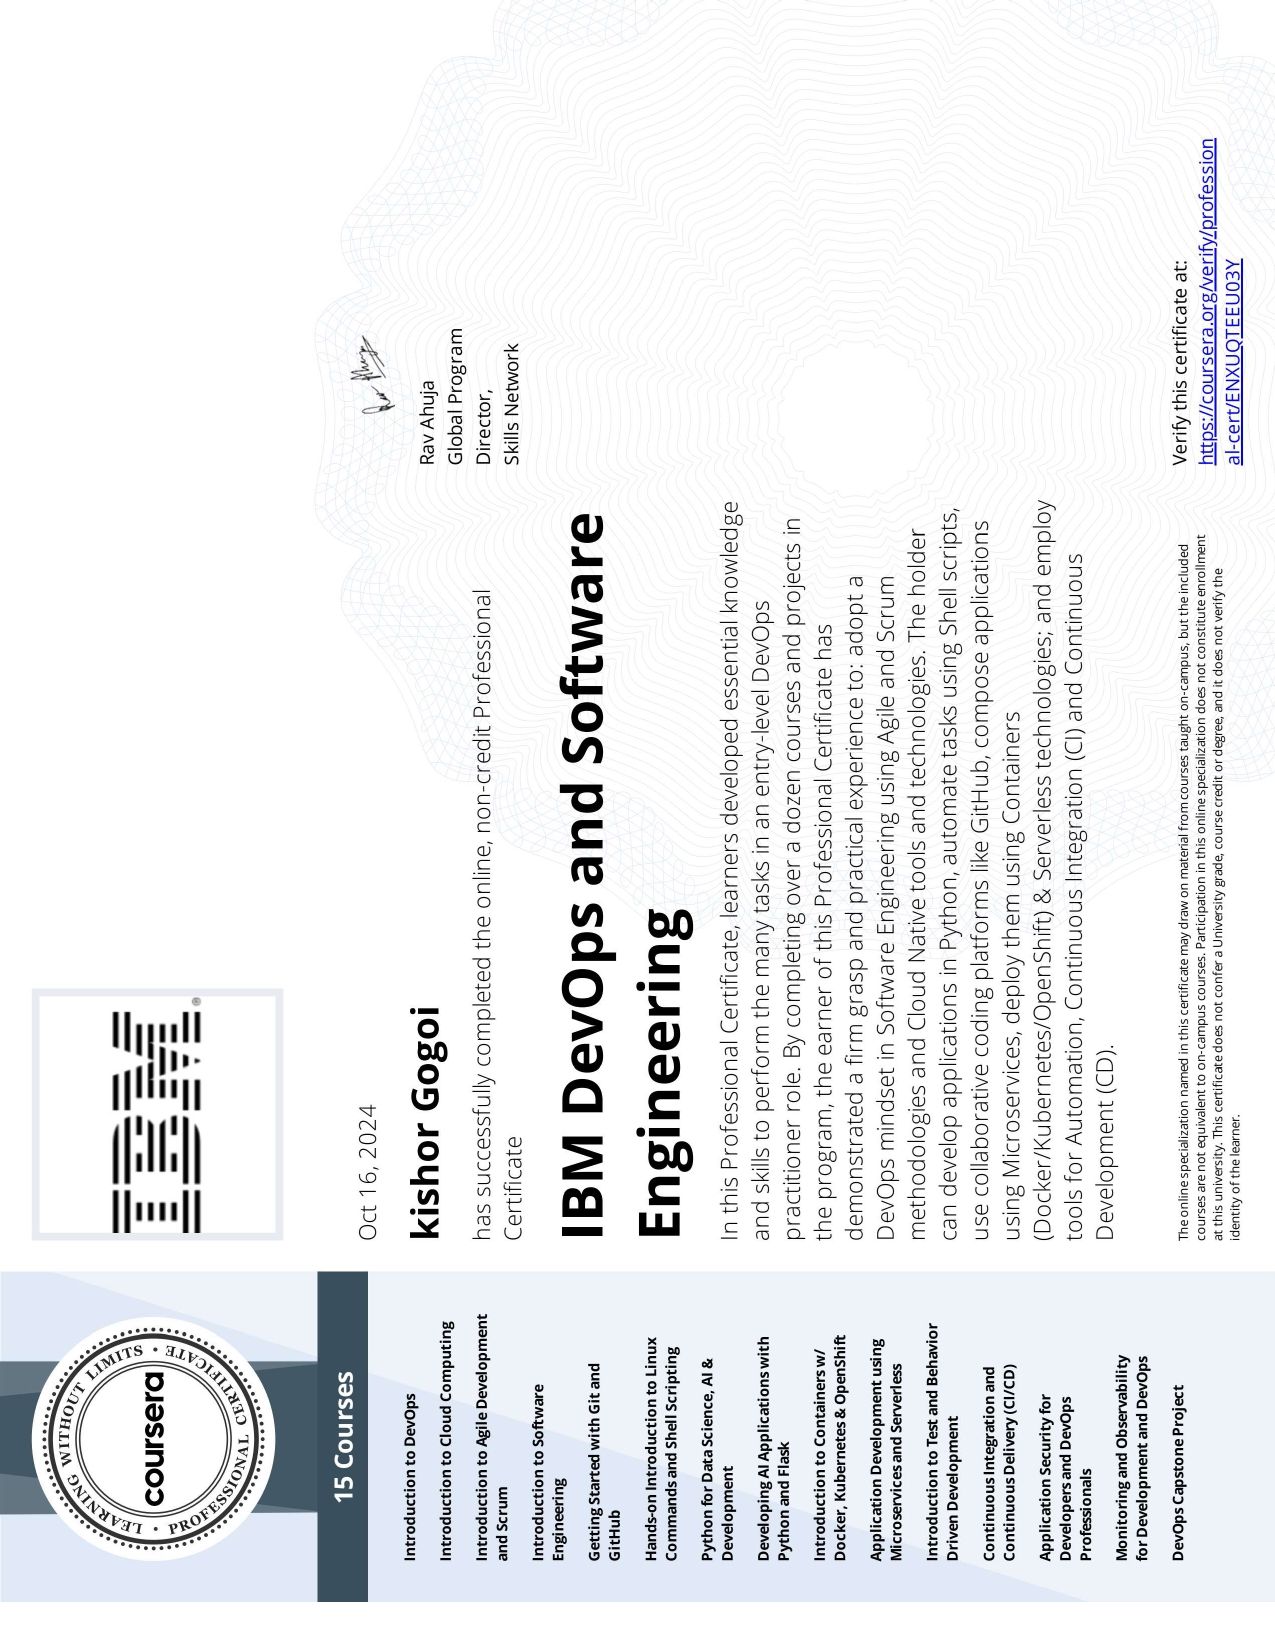 LEARNING WITHOUT LIMITS
coursera
PROFESSIONAL CERTIFICATE
IBM®
15 Courses
Introduction to DevOps
Introduction to Cloud Computing
Introduction to Agile Development
and Scrum
Introduction to Software
Engineering
Getting Started with Git and
GitHub
Hands-on Introduction to Linux
Commands and Shell Scripting
Python for Data Science, AI &
Development
Developing AI Applications with
Python and Flask
Introduction to Containers w/
Docker, Kubernetes & OpenShift
Application Development using
Microservices and Serverless
Introduction to Test and Behavior
Driven Development
Continuous Integration and
Continuous Delivery (CI/CD)
Application Security for
Developers and DevOps
Professionals
Monitoring and Observability
for Development and DevOps
DevOps Capstone Project
Oct 16, 2024
kishor Gogoi
has successfully completed the online, non-credit Professional
Certificate
IBM DevOps and Software
Engineering
In this Professional Certificate, learners developed essential knowledge
and skills to perform the many tasks in an entry-level DevOps
practitioner role. By completing over a dozen courses and projects in
the program, the earner of this Professional Certificate has
demonstrated a firm grasp and practical experience to: adopt a
DevOps mindset in Software Engineering using Agile and Scrum
methodologies and Cloud Native tools and technologies. The holder
can develop applications in Python, automate tasks using Shell scripts,
use collaborative coding platforms like GitHub, compose applications
using Microservices, deploy them using Containers
(Docker/Kubernetes/OpenShift) & Serverless technologies; and employ
tools for Automation, Continuous Integration (CI) and Continuous
Development (CD).
The online specialization named in this certificate may draw on material from courses taught on-campus, but the included
courses are not equivalent to on-campus courses. Participation in this online specialization does not constitute enrollment
at this university. This certificate does not confer a University grade, course credit or degree, and it does not verify the
identity of the learner.
Rav Ahuja
Rav Ahuja
Global Program
Director,
Skills Network
Verify this certificate at:
https://coursera.org/verify/profession
al-cert/ENXUQTEEU03Y